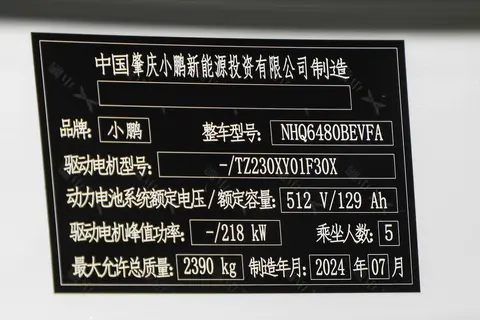 中国肇庆小鹏新能源投资有限公司制造
品牌: 小鹏 整车型号: NHQ6480BEVFA
驱动电机型号: -/TZ230XY01F30X
动力电池系统额定电压/额定容量: 512 V/129 Ah
驱动电机峰值功率: -/218 kW 乘坐人数: 5
最大允许总质量: 2390 kg 制造年月: 2024 年 07 月